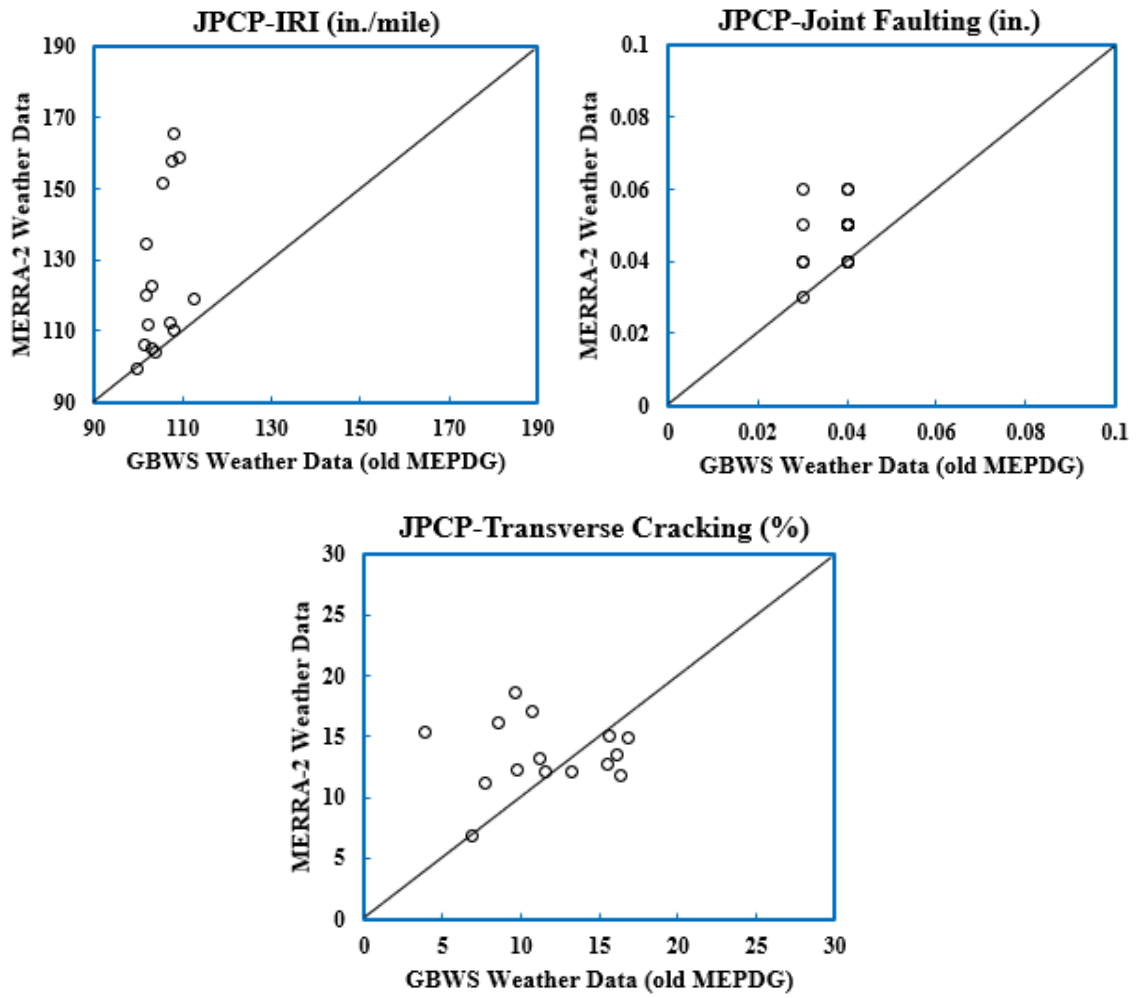 JPCP-IRI (in./mile)
MERRA-2 Weather Data
190
170
150
130
110
90
90 110 130 150 170 190
GBWS Weather Data (old MEPDG)
JPCP-Joint Faulting (in.)
MERRA-2 Weather Data
0.1
0.08
0.06
0.04
0.02
0
0 0.02 0.04 0.06 0.08 0.1
GBWS Weather Data (old MEPDG)
JPCP-Transverse Cracking (%)
MERRA-2 Weather Data
30
25
20
15
10
5
0
0 5 10 15 20 25 30
GBWS Weather Data (old MEPDG)